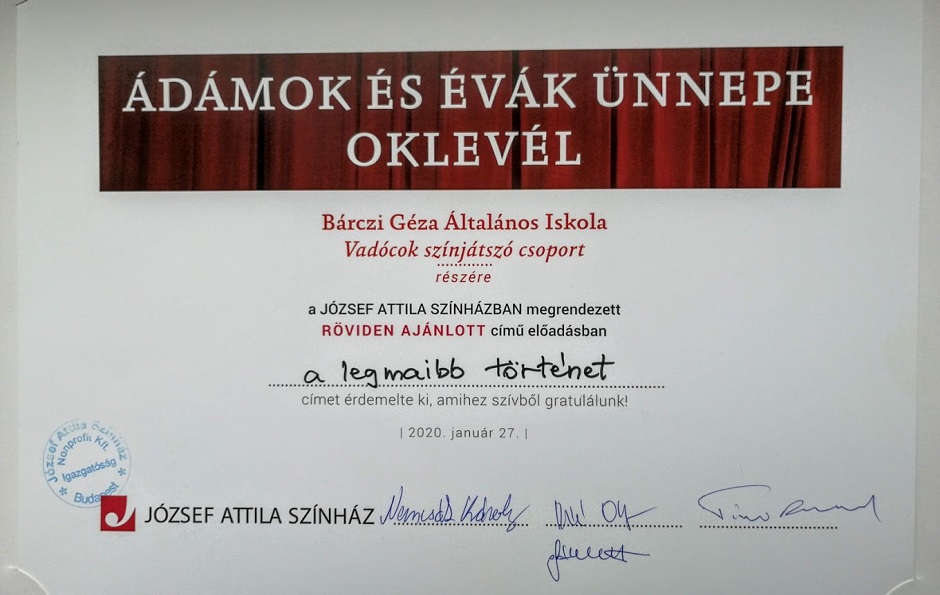 ÁDÁMOK ÉS ÉVÁK ÜNNEPE
OKLEVÉL
Bárczi Géza Általános Iskola
Vadócok színjátszó csoport
részére
a JÓZSEF ATTILA SZÍNHÁZBAN megrendezett
RÖVIDEN AJÁNLOTT című előadásban
a legmaibb történet
címet érdemelte ki, amihez szívből gratulálunk!
| 2020. január 27. |
József Attila Színház
Nonprofit Kft.
Igazgatóság
Budapest
JÓZSEF ATTILA SZÍNHÁZ Nemcsák Károly